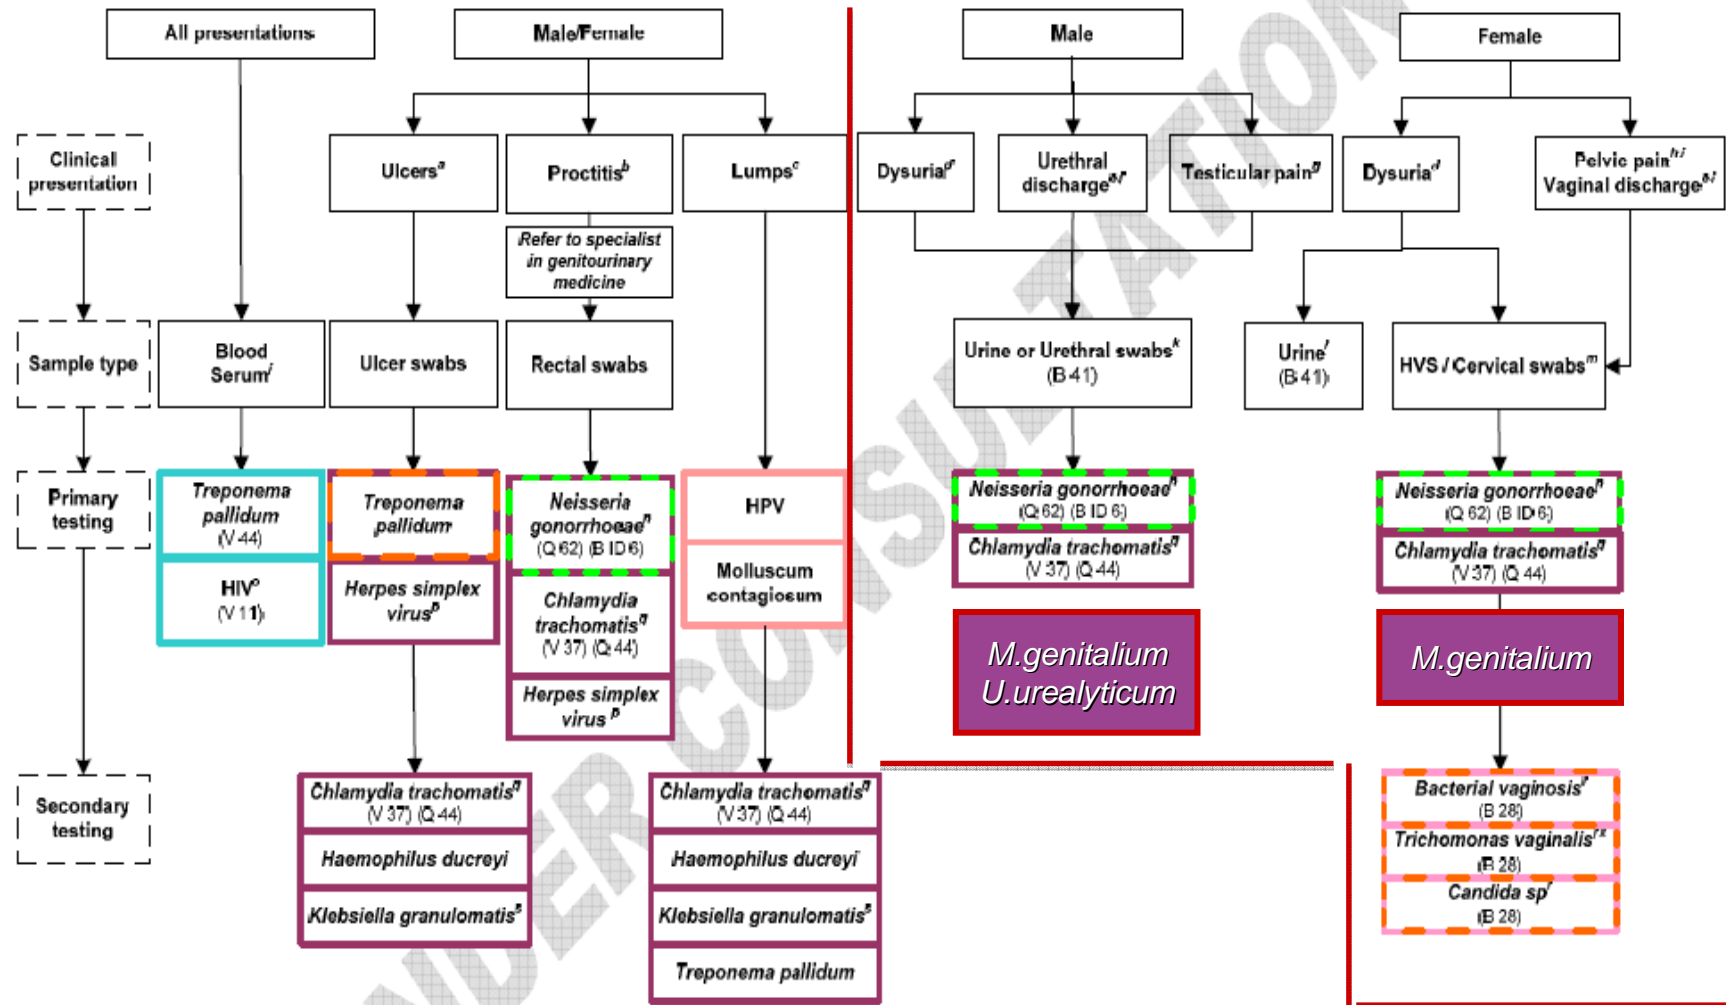 All presentations
Male/Female
Male
Female
Clinical
presentation
Ulcers^a
Proctitis^b
Lumps^c
Dysuria
Urethral
discharge
Testicular pain^g
Dysuria^d
Pelvic pain
Vaginal discharge
Refer to specialist
in genitourinary
medicine
Sample type
Blood
Serum
Ulcer swabs
Rectal swabs
Urine or Urethral swabs^k
(B 41)
Urine
(B 41)
HVS / Cervical swabs^m
Primary
testing
Treponema
pallidum
(V 44)
HIV^o
(V 11)
Treponema
pallidum
Herpes simplex
virus^p
Neisseria
gonorrhoeae^n
(Q 62) (B ID 6)
Chlamydia
trachomatis^q
(V 37) (Q 44)
Herpes simplex
virus ^p
HPV
Molluscum
contagiosum
Neisseria gonorrhoeae^n
(Q 62) (B ID 6)
Chlamydia trachomatis^q
(V 37) (Q 44)
M.genitalium
U.urealyticum
Neisseria gonorrhoeae^n
(Q 62) (B ID 6)
Chlamydia trachomatis^q
(V 37) (Q 44)
M.genitalium
Secondary
testing
Chlamydia trachomatis^q
(V 37) (Q 44)
Haemophilus ducreyi
Klebsiella granulomatis^s
Chlamydia trachomatis^q
(V 37) (Q 44)
Haemophilus ducreyi
Klebsiella granulomatis^s
Treponema pallidum
Bacterial vaginosis^r
(B 28)
Trichomonas vaginalis
(B 28)
Candida sp^r
(B 28)
NDER CONSULTATION